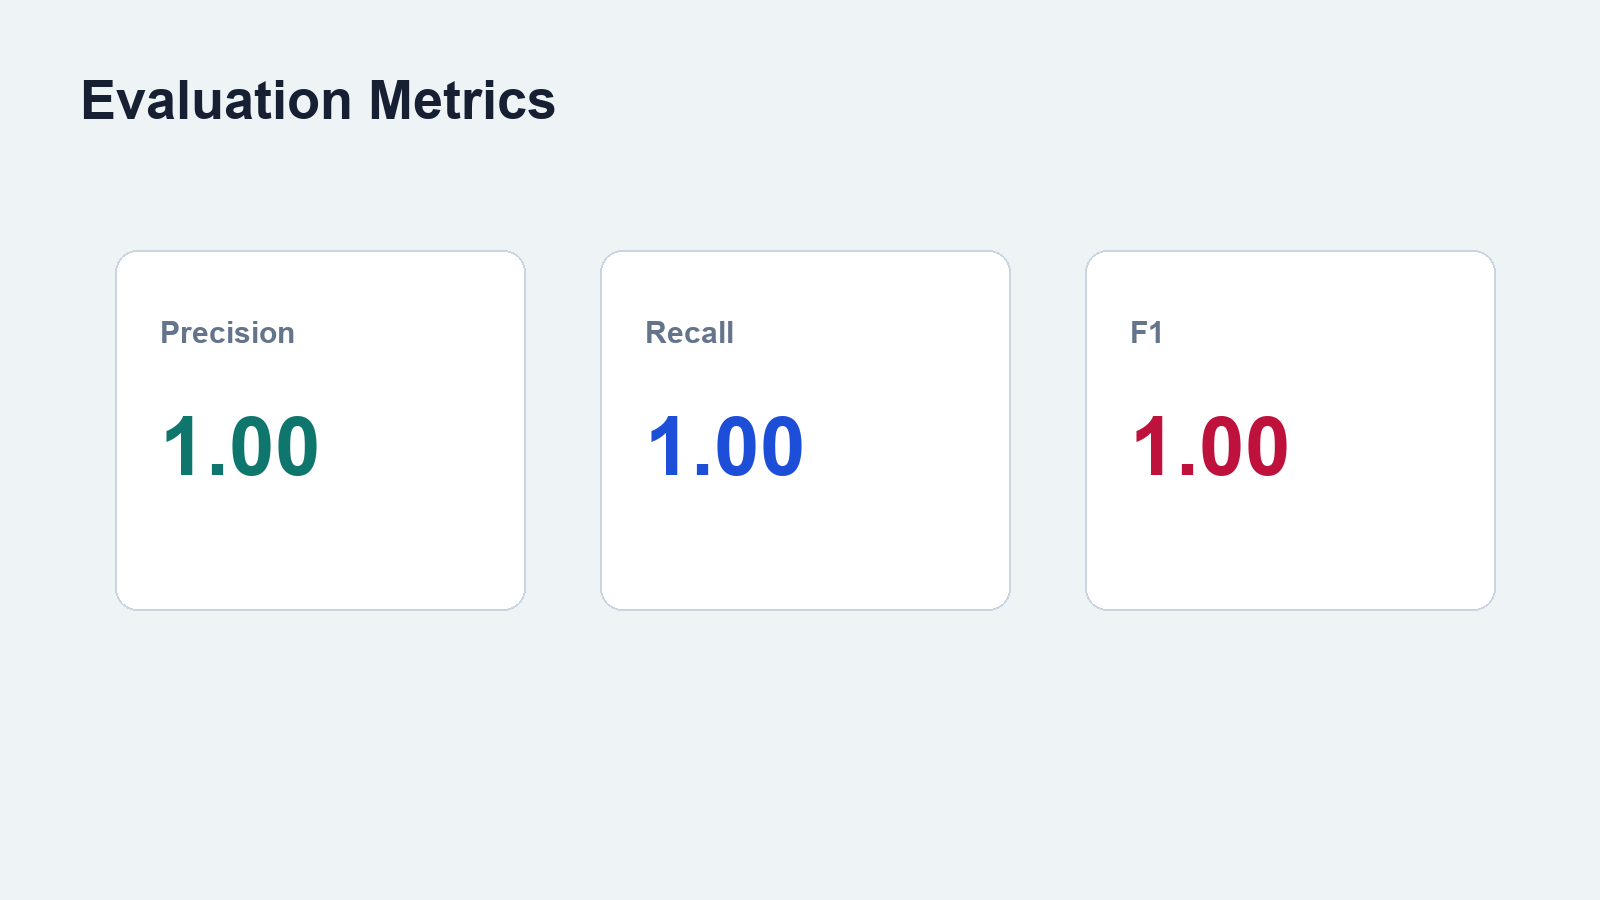 Evaluation Metrics
Precision
1.00
Recall
1.00
F1
1.00